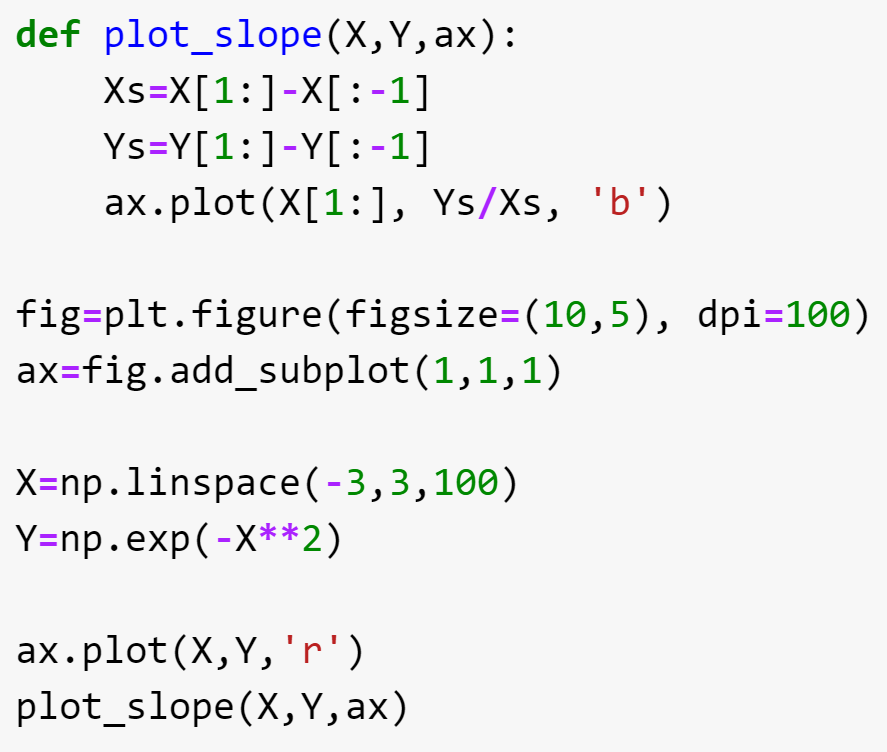 def plot_slope(X,Y,ax):
    Xs=X[1:]-X[:-1]
    Ys=Y[1:]-Y[:-1]
    ax.plot(X[1:], Ys/Xs, 'b')

fig=plt.figure(figsize=(10,5), dpi=100)
ax=fig.add_subplot(1,1,1)

X=np.linspace(-3,3,100)
Y=np.exp(-X**2)

ax.plot(X,Y,'r')
plot_slope(X,Y,ax)